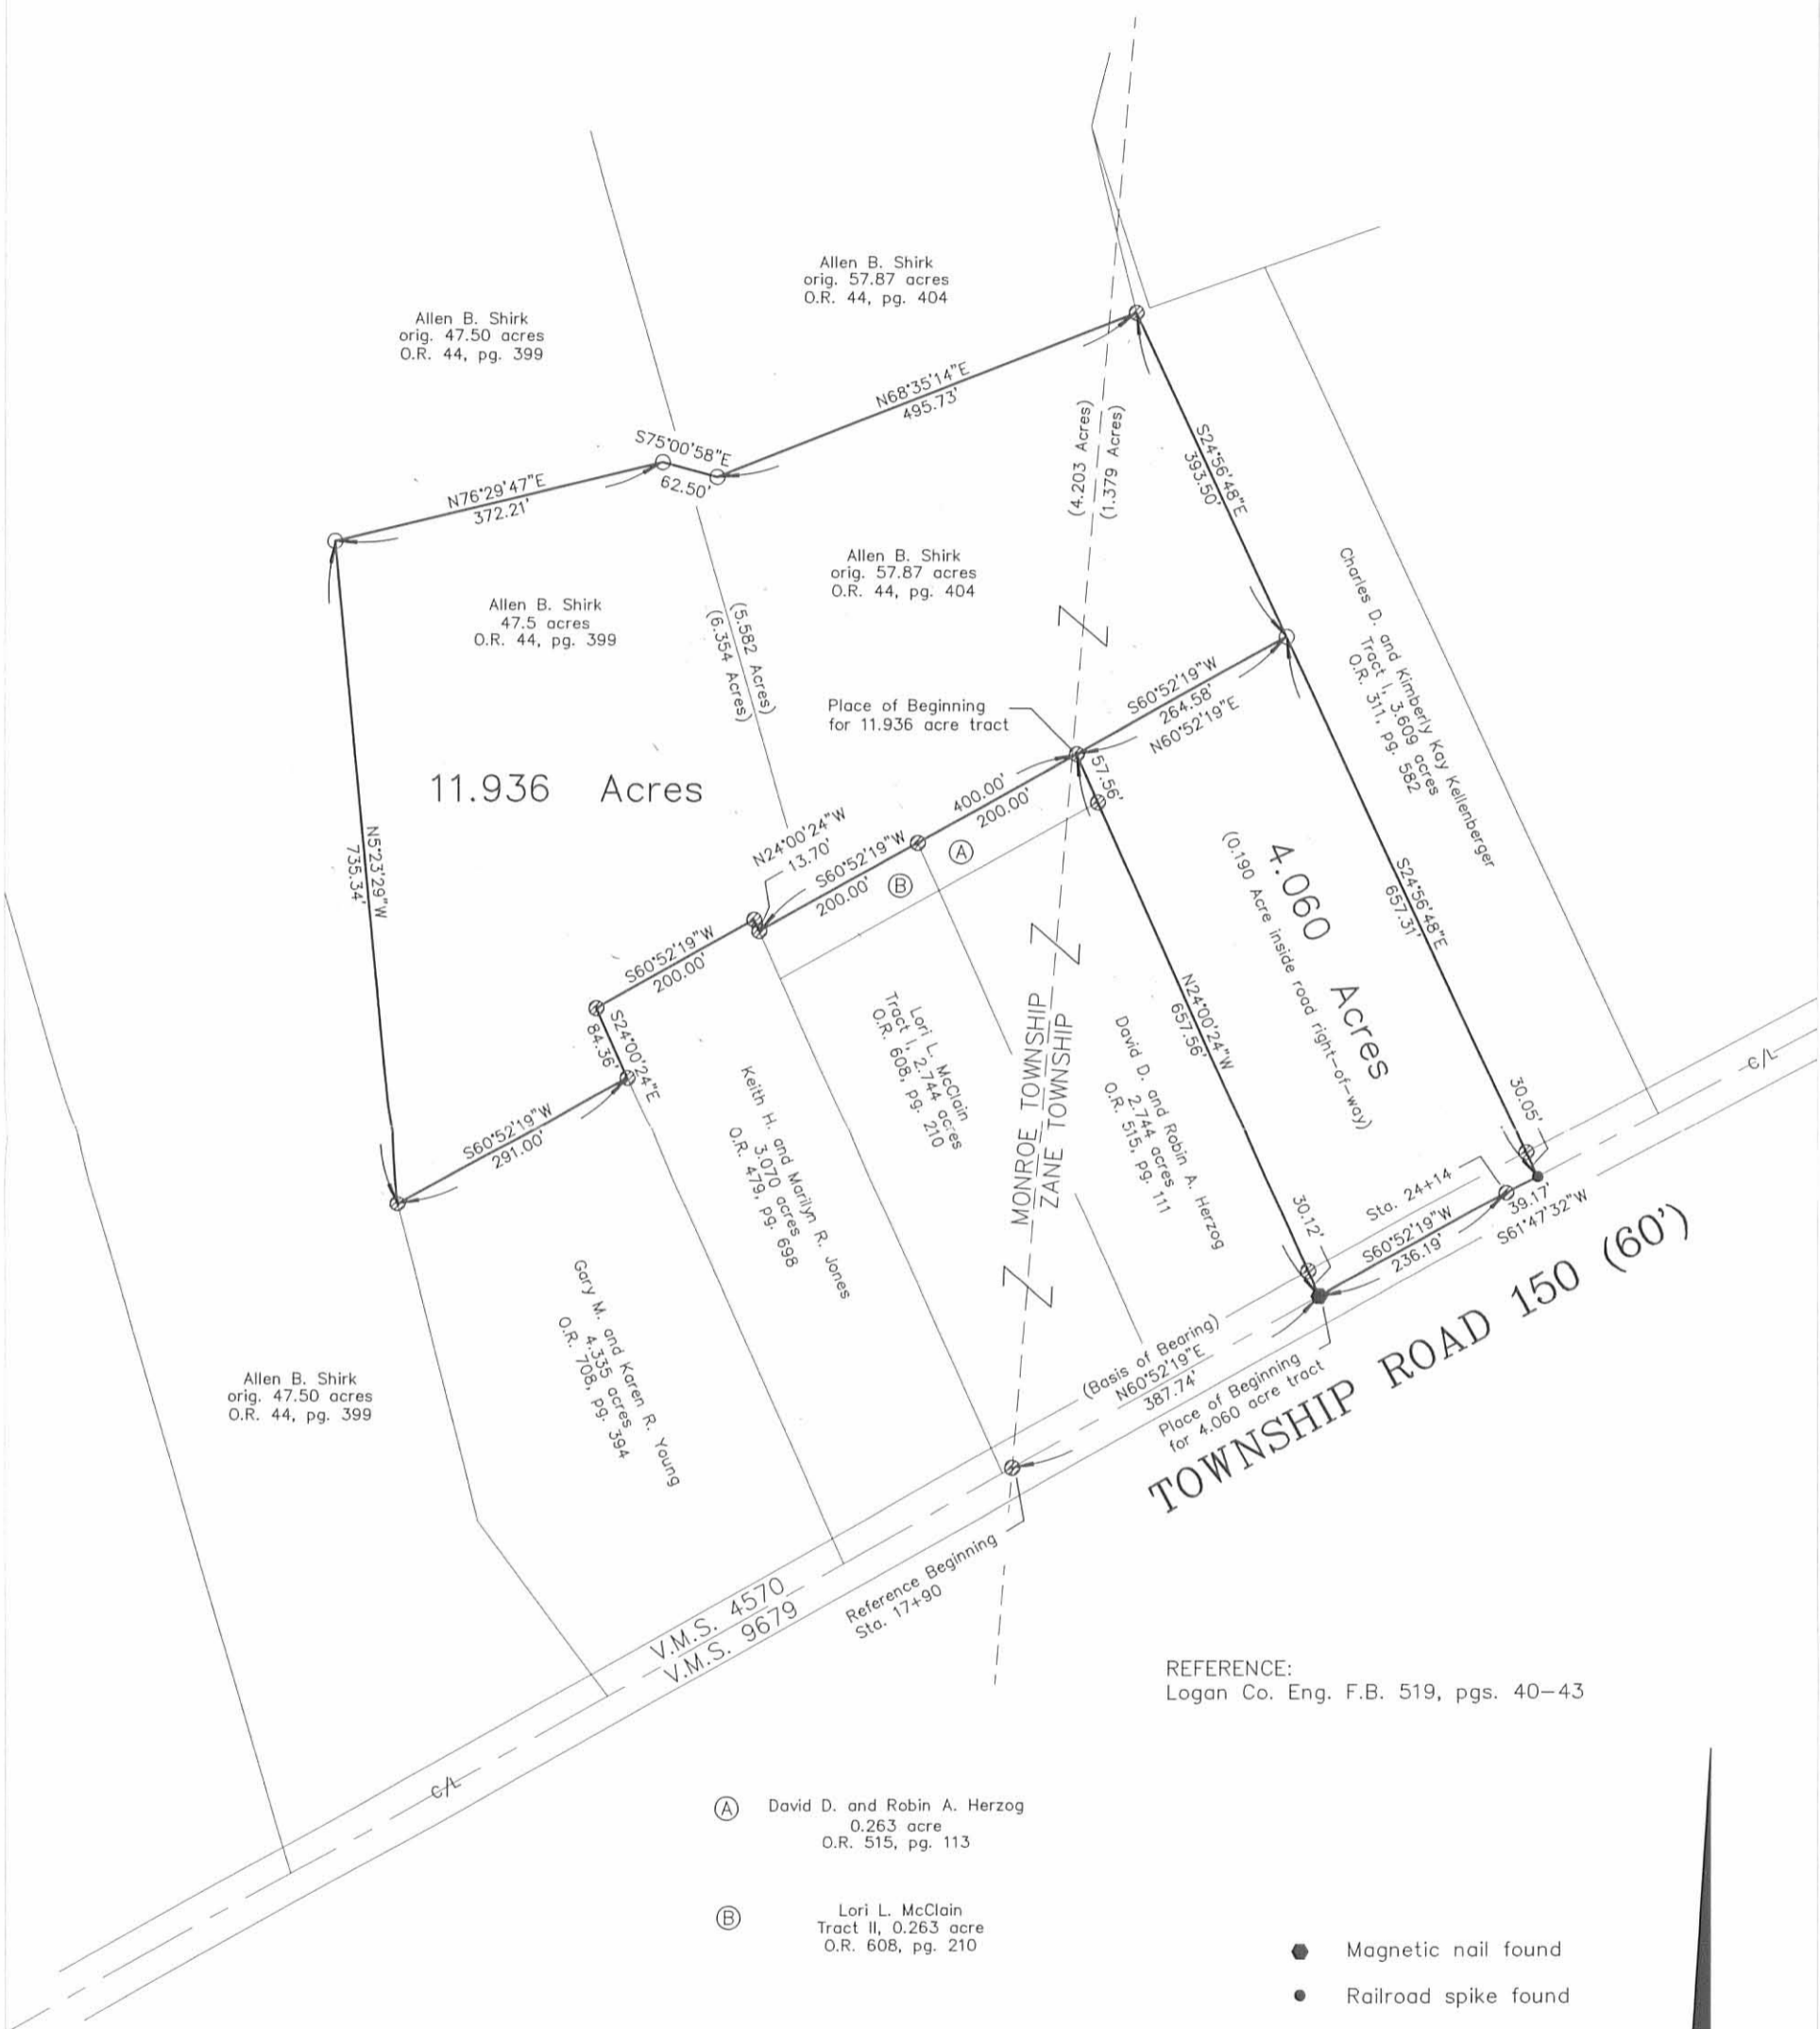 Allen B. Shirk
orig. 57.87 acres
O.R. 44, pg. 404
Allen B. Shirk
orig. 47.50 acres
O.R. 44, pg. 399
N68°35'14"E
495.73'
S75°00'58"E
62.50'
N76°29'47"E
372.21'
(4.203 Acres)
(1.379 Acres)
S24°56'48"E
393.50'
Allen B. Shirk
orig. 57.87 acres
O.R. 44, pg. 404
Allen B. Shirk
47.5 acres
O.R. 44, pg. 399
(5.582 Acres)
(6.354 Acres)
Charles D. and Kimberly Kay Kellenberger
Tract I, 3.609 acres
O.R. 311, pg. 582
Place of Beginning
for 11.936 acre tract
S60°52'19"W
264.58'
N60°52'19"E
11.936 Acres
57.56'
400.00'
200.00'
N24°00'24"W
13.70'
S60°52'19"W
200.00'
A
B
N5°23'29"W
735.34'
4.060 Acres
(0.190 Acre inside road right-of-way)
S24°56'48"E
657.31'
S60°52'19"W
200.00'
S24°00'24"E
84.36'
S60°52'19"W
291.00'
N24°00'24"W
657.56'
Lori L. McClain
Tract I, 2.744 acres
O.R. 608, pg. 210
David D. and Robin A. Herzog
2.744 acres
O.R. 515, pg. 111
Keith H. and Marilyn R. Jones
3.070 acres
O.R. 479, pg. 698
MONROE TOWNSHIP
ZANE TOWNSHIP
C/L
30.05'
30.12'
Sta. 24+14
39.17'
S61°47'32"W
S60°52'19"W
236.19'
Gary M. and Karen R. Young
4.335 acres
O.R. 708, pg. 394
Allen B. Shirk
orig. 47.50 acres
O.R. 44, pg. 399
(Basis of Bearing)
N60°52'19"E
387.74'
Place of Beginning
for 4.060 acre tract
TOWNSHIP ROAD 150 (60')
Reference Beginning
Sta. 17+90
V.M.S. 4570
V.M.S. 9679
C/L
REFERENCE:
Logan Co. Eng. F.B. 519, pgs. 40-43
A David D. and Robin A. Herzog
0.263 acre
O.R. 515, pg. 113
B Lori L. McClain
Tract II, 0.263 acre
O.R. 608, pg. 210
Magnetic nail found
Railroad spike found